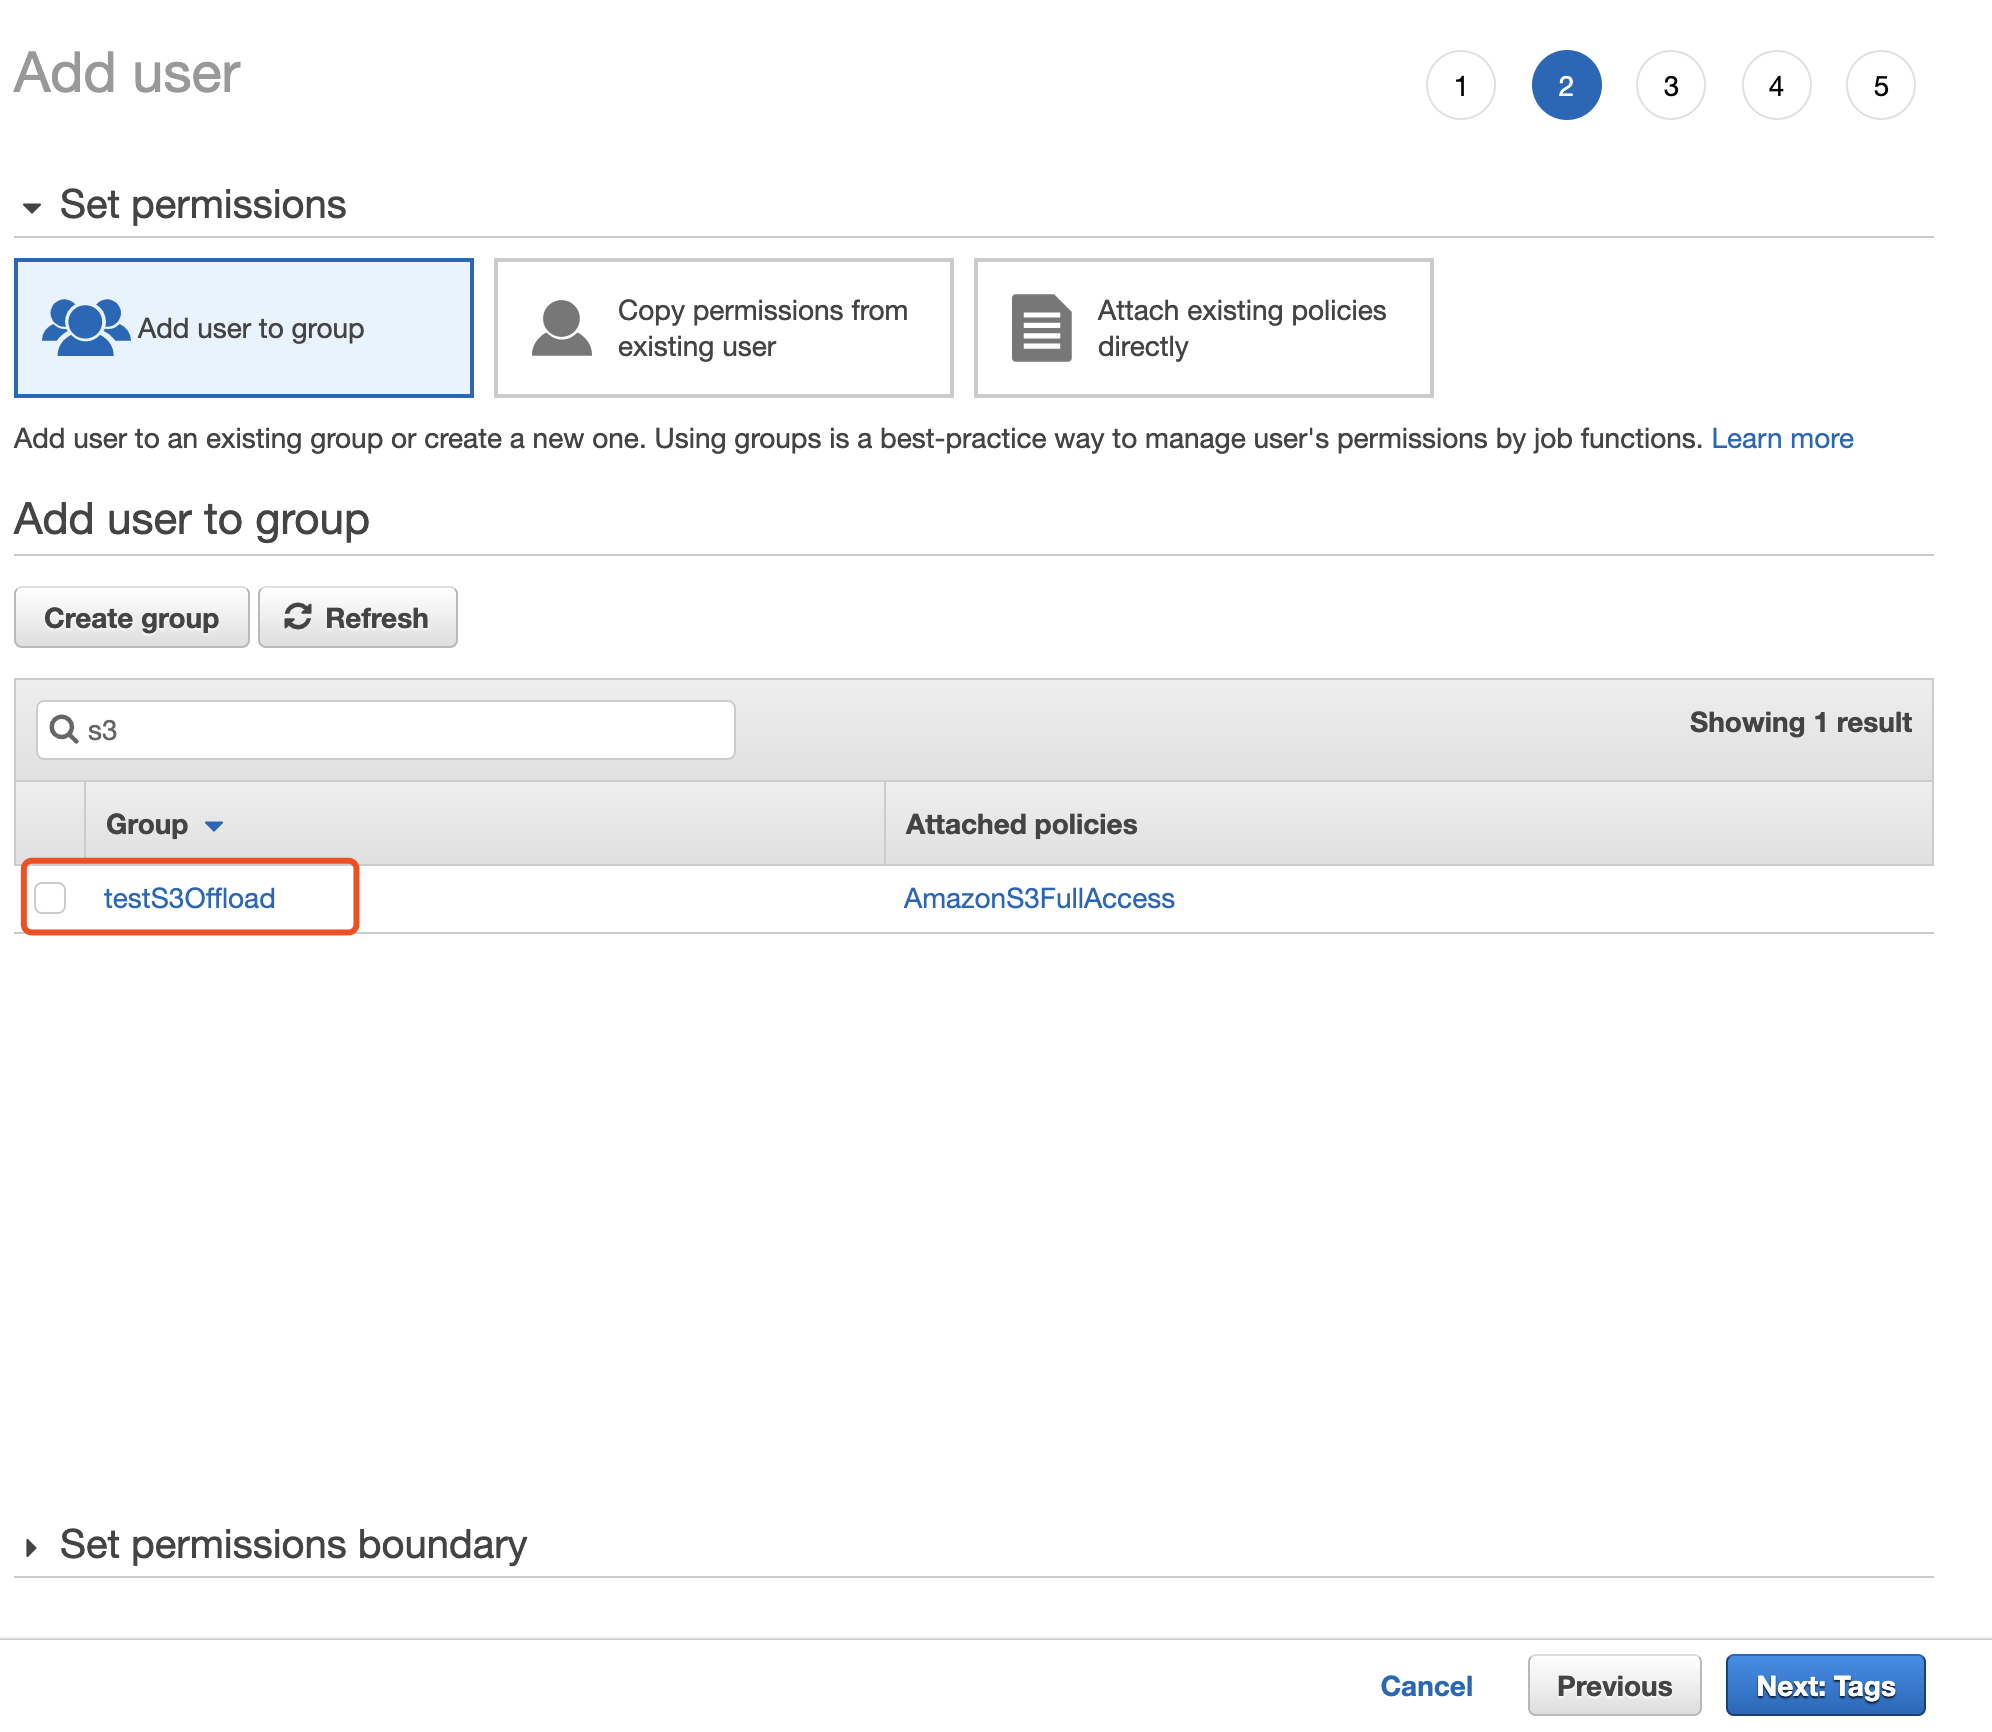 Add user
1 2 3 4 5
Set permissions
Add user to group
Copy permissions from
existing user
Attach existing policies
directly
Add user to an existing group or create a new one. Using groups is a best-practice way to manage user's permissions by job functions. Learn more
Add user to group
Create group Refresh
s3 Showing 1 result
Group Attached policies
testS3Offload AmazonS3FullAccess
Set permissions boundary
Cancel Previous Next: Tags